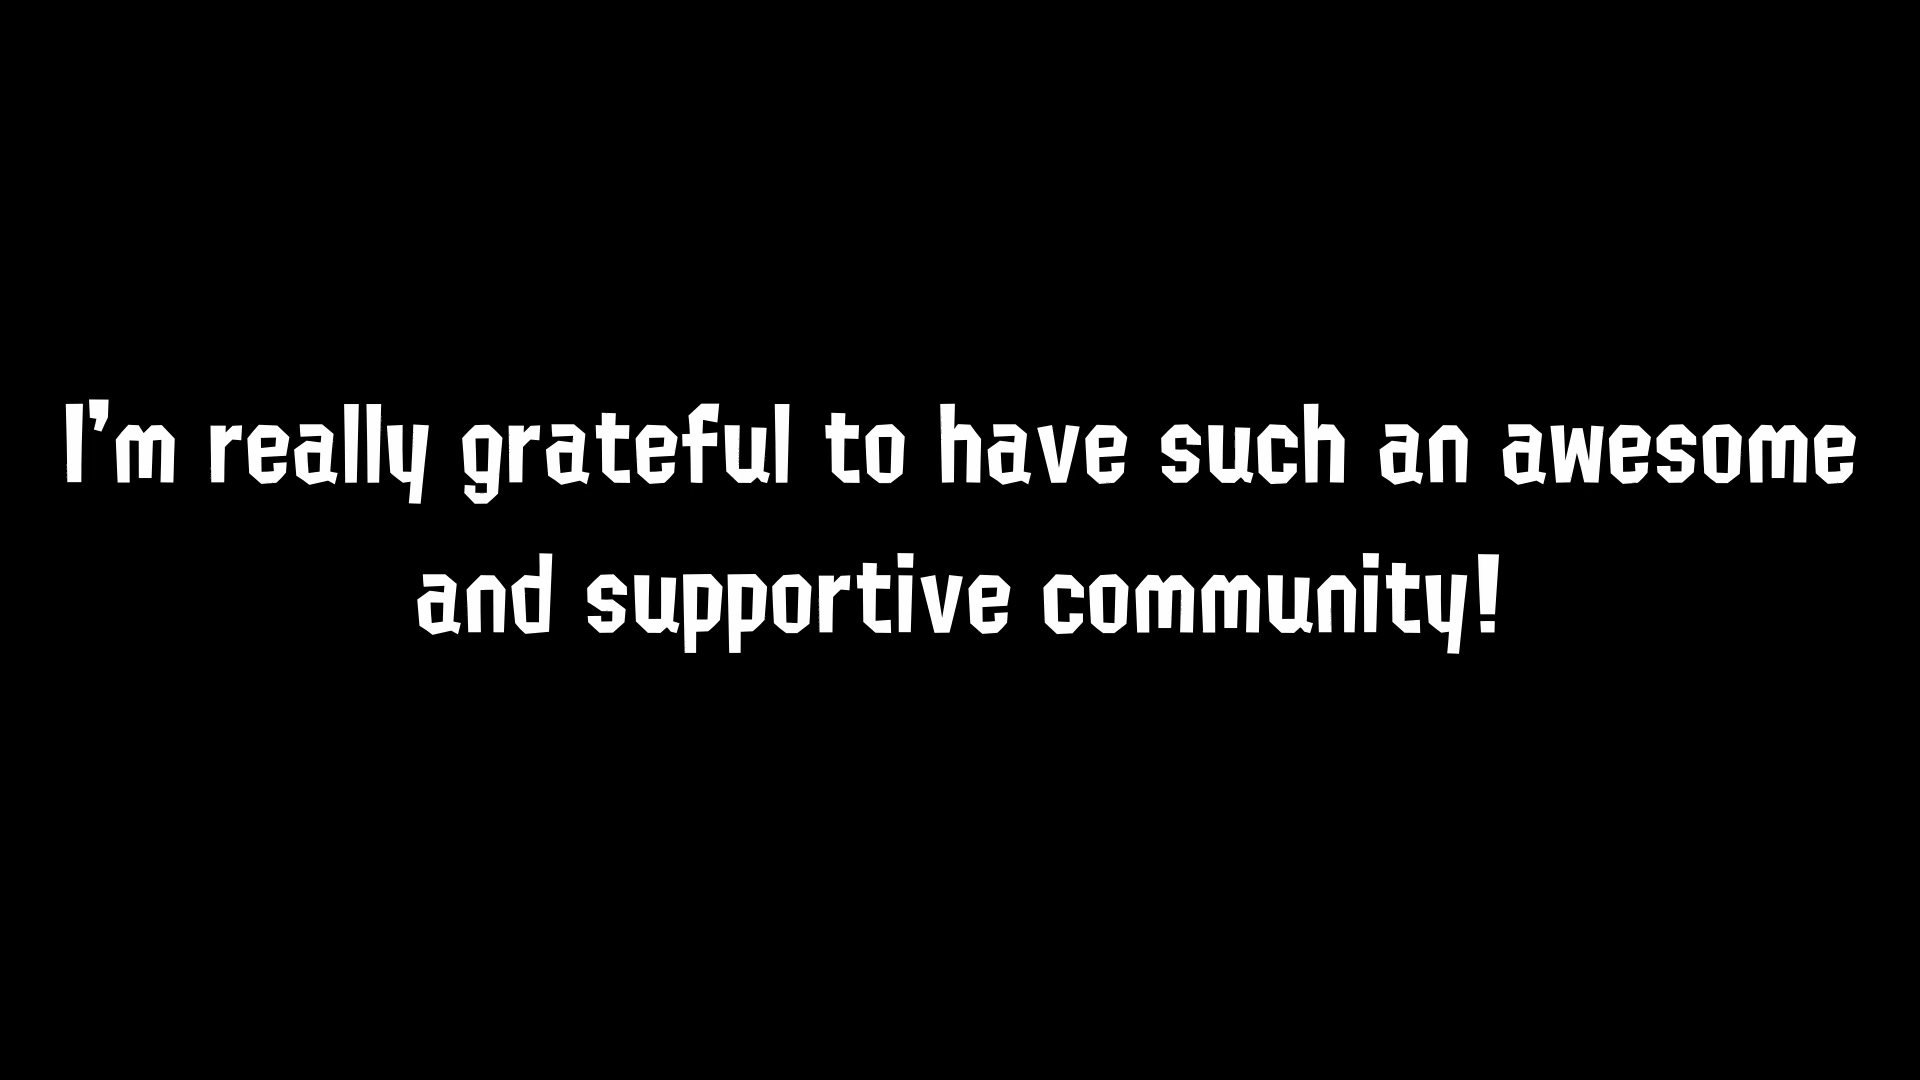 I'm really grateful to have such an awesome
and supportive community!